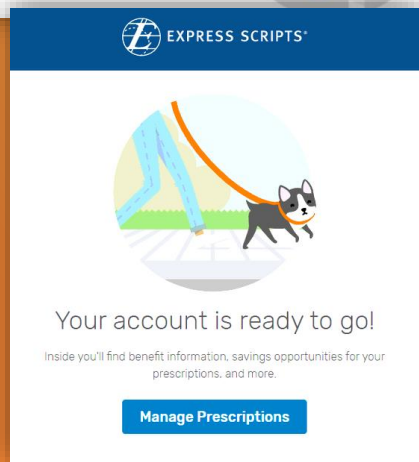 EXPRESS SCRIPTS®
Your account is ready to go!
Inside you'll find benefit information, savings opportunities for your
prescriptions, and more.
Manage Prescriptions